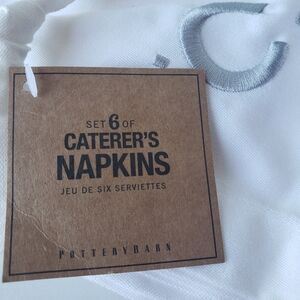 C
SET 6 OF
CATERER'S
NAPKINS
JEU DE SIX SERVIETTES
POTTERYBARN